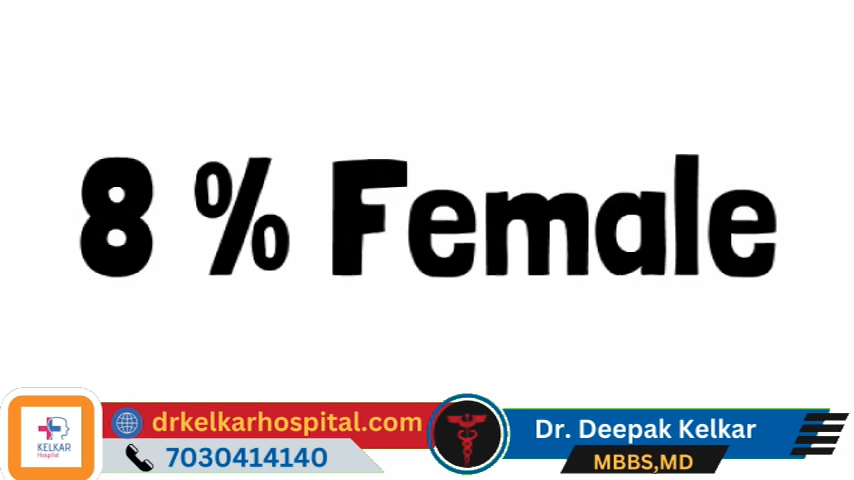 8 % Female
KELKAR
Hospital
drkelkarhospital.com
7030414140
Dr. Deepak Kelkar
MBBS,MD